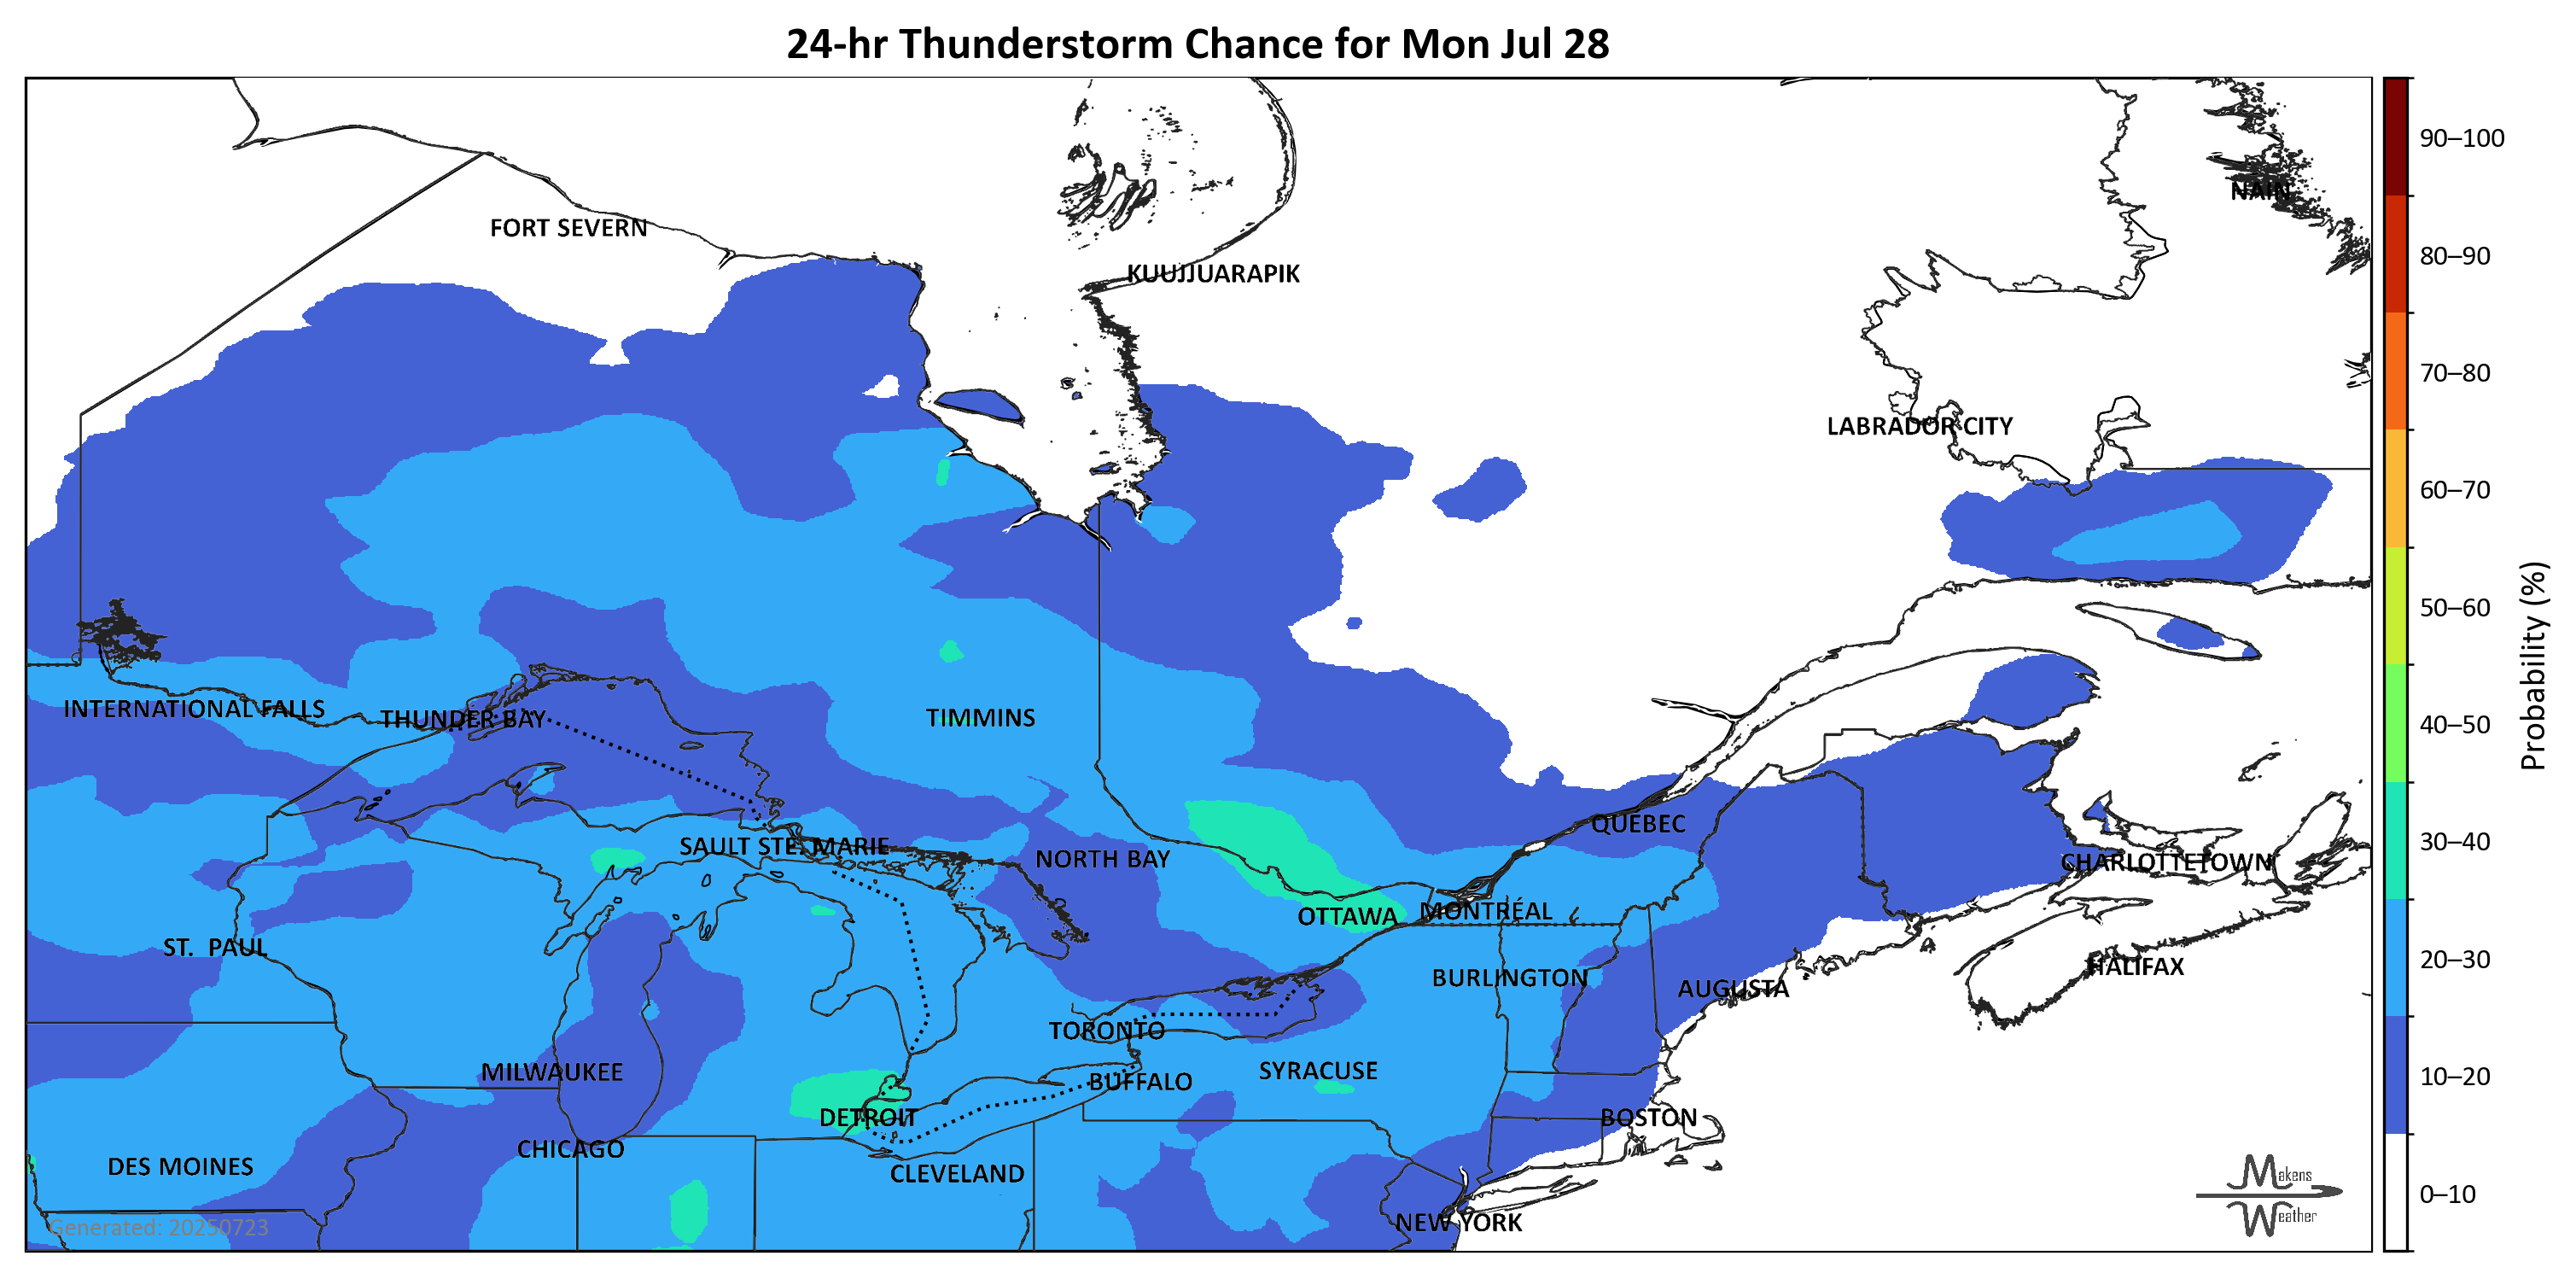 24-hr Thunderstorm Chance for Mon Jul 28
90–100
NAIN
FORT SEVERN
80–90
KUUJJUARAPIK
70–80
LABRADOR CITY
60–70
50–60
Probability (%)
INTERNATIONAL FALLS
THUNDER BAY
TIMMINS
40–50
QUEBEC
SAULT STE. MARIE
NORTH BAY
30–40
CHARLOTTETOWN
OTTAWA
MONTRÉAL
ST. PAUL
20–30
HALIFAX
BURLINGTON
AUGUSTA
TORONTO
MILWAUKEE
SYRACUSE
10–20
BUFFALO
DETROIT
BOSTON
CHICAGO
DES MOINES
CLEVELAND
Makens
Weather
0–10
NEW YORK
Generated: 20250723